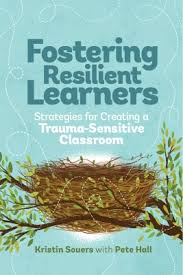 Fostering
Resilient
Learners
Strategies for Creating a
Trauma-Sensitive
Classroom
Kristin Souers with Pete Hall